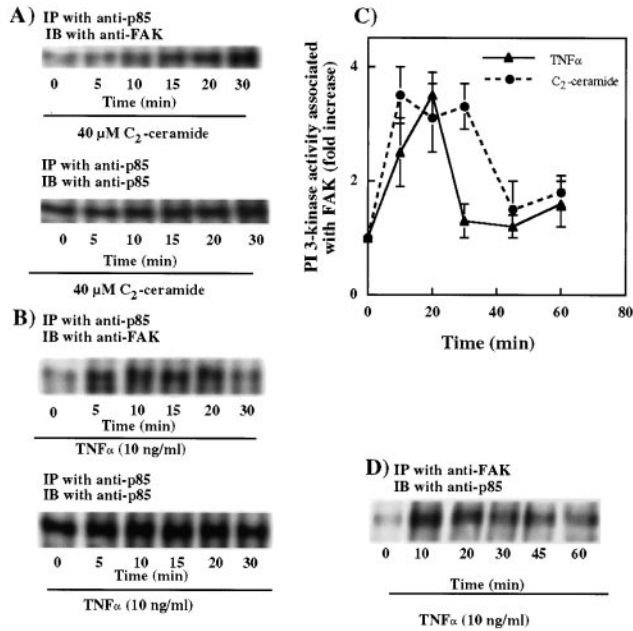 A)
IP with anti-p85
IB with anti-FAK
0 5 10 15 20 30
Time (min)
40 µM C2-ceramide
IP with anti-p85
IB with anti-p85
0 5 10 15 20 30
Time (min)
40 µM C2-ceramide
B)
IP with anti-p85
IB with anti-FAK
0 5 10 15 20 30
Time (min)
TNFα (10 ng/ml)
IP with anti-p85
IB with anti-p85
0 5 10 15 20 30
Time (min)
TNFα (10 ng/ml)
C)
PI 3-kinase activity associated
with FAK (fold increase)
4
2
0
TNFα
C2-ceramide
0 20 40 60 80
Time (min)
D)
IP with anti-FAK
IB with anti-p85
0 10 20 30 45 60
Time (min)
TNFα (10 ng/ml)